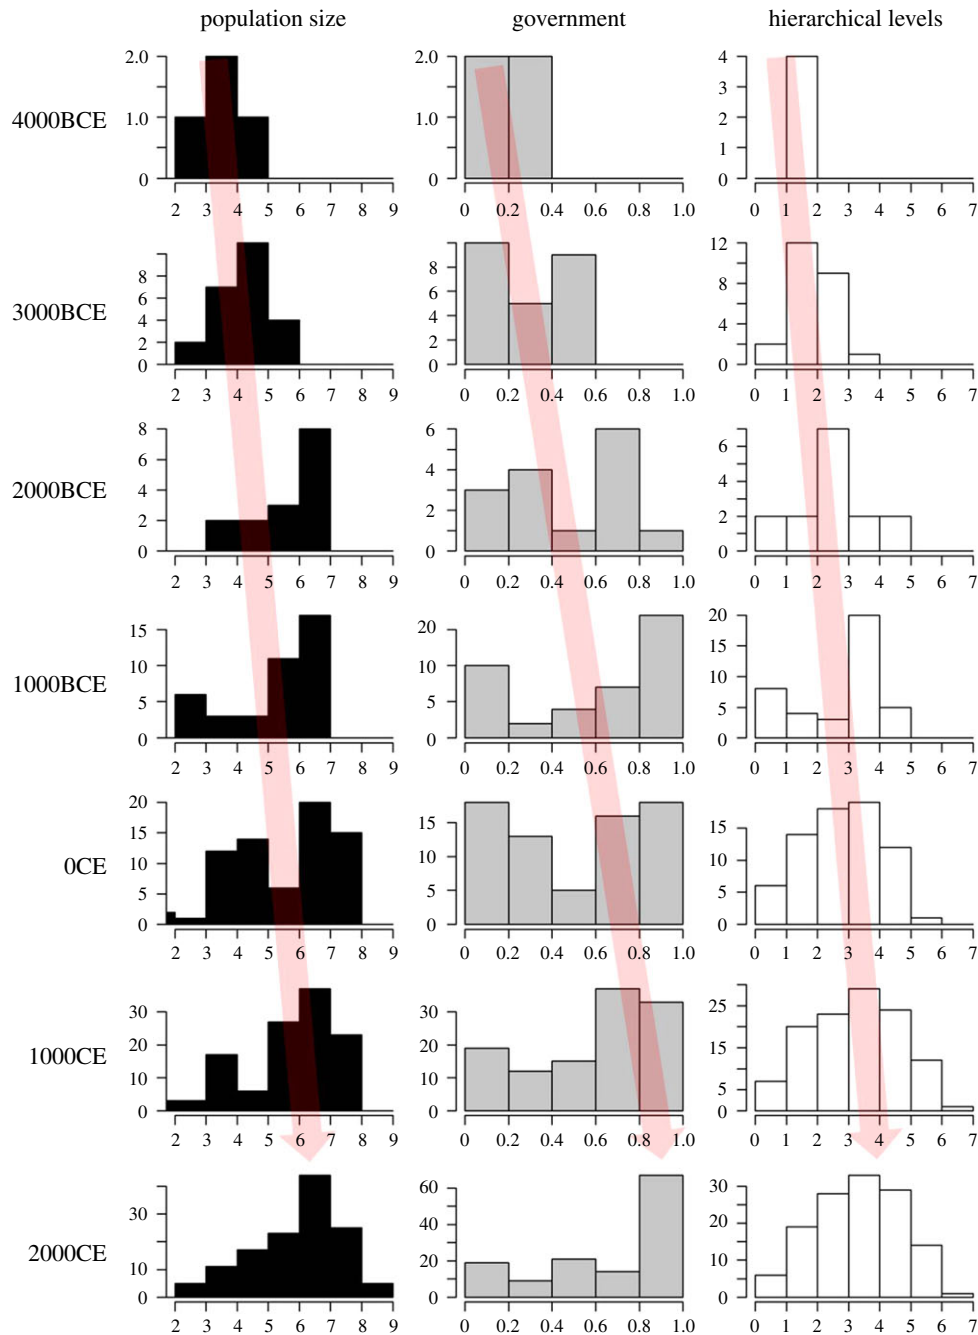 population size government hierarchical levels
4000BCE
2.0 2.0 4
3
1.0 1.0 2
1
0 0 0
2 3 4 5 6 7 8 9 0 0.2 0.4 0.6 0.8 1.0 0 1 2 3 4 5 6 7
3000BCE
8 8 12
6 6 8
4 4 4
2 2
0 0 0
2 3 4 5 6 7 8 9 0 0.2 0.4 0.6 0.8 1.0 0 1 2 3 4 5 6 7
2000BCE
8 6 6
6 4 4
4 2 2
2
0 0 0
2 3 4 5 6 7 8 9 0 0.2 0.4 0.6 0.8 1.0 0 1 2 3 4 5 6 7
1000BCE
15 20 20
10 10 15
5 10
5
0 0 0
2 3 4 5 6 7 8 9 0 0.2 0.4 0.6 0.8 1.0 0 1 2 3 4 5 6 7
0CE
20 15 15
15 10 10
10 5 5
5
0 0 0
2 3 4 5 6 7 8 9 0 0.2 0.4 0.6 0.8 1.0 0 1 2 3 4 5 6 7
1000CE
30 30 25
20 20 15
10 10 5
0 0 0
2 3 4 5 6 7 8 9 0 0.2 0.4 0.6 0.8 1.0 0 1 2 3 4 5 6 7
2000CE
30 60 30
10 40 20
20 10
0 0 0
2 3 4 5 6 7 8 9 0 0.2 0.4 0.6 0.8 1.0 0 1 2 3 4 5 6 7